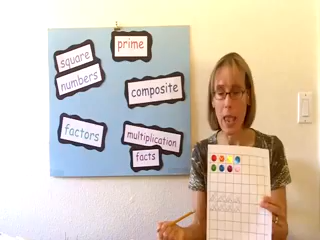 prime
square
numbers
composite
factors
multiplication
facts